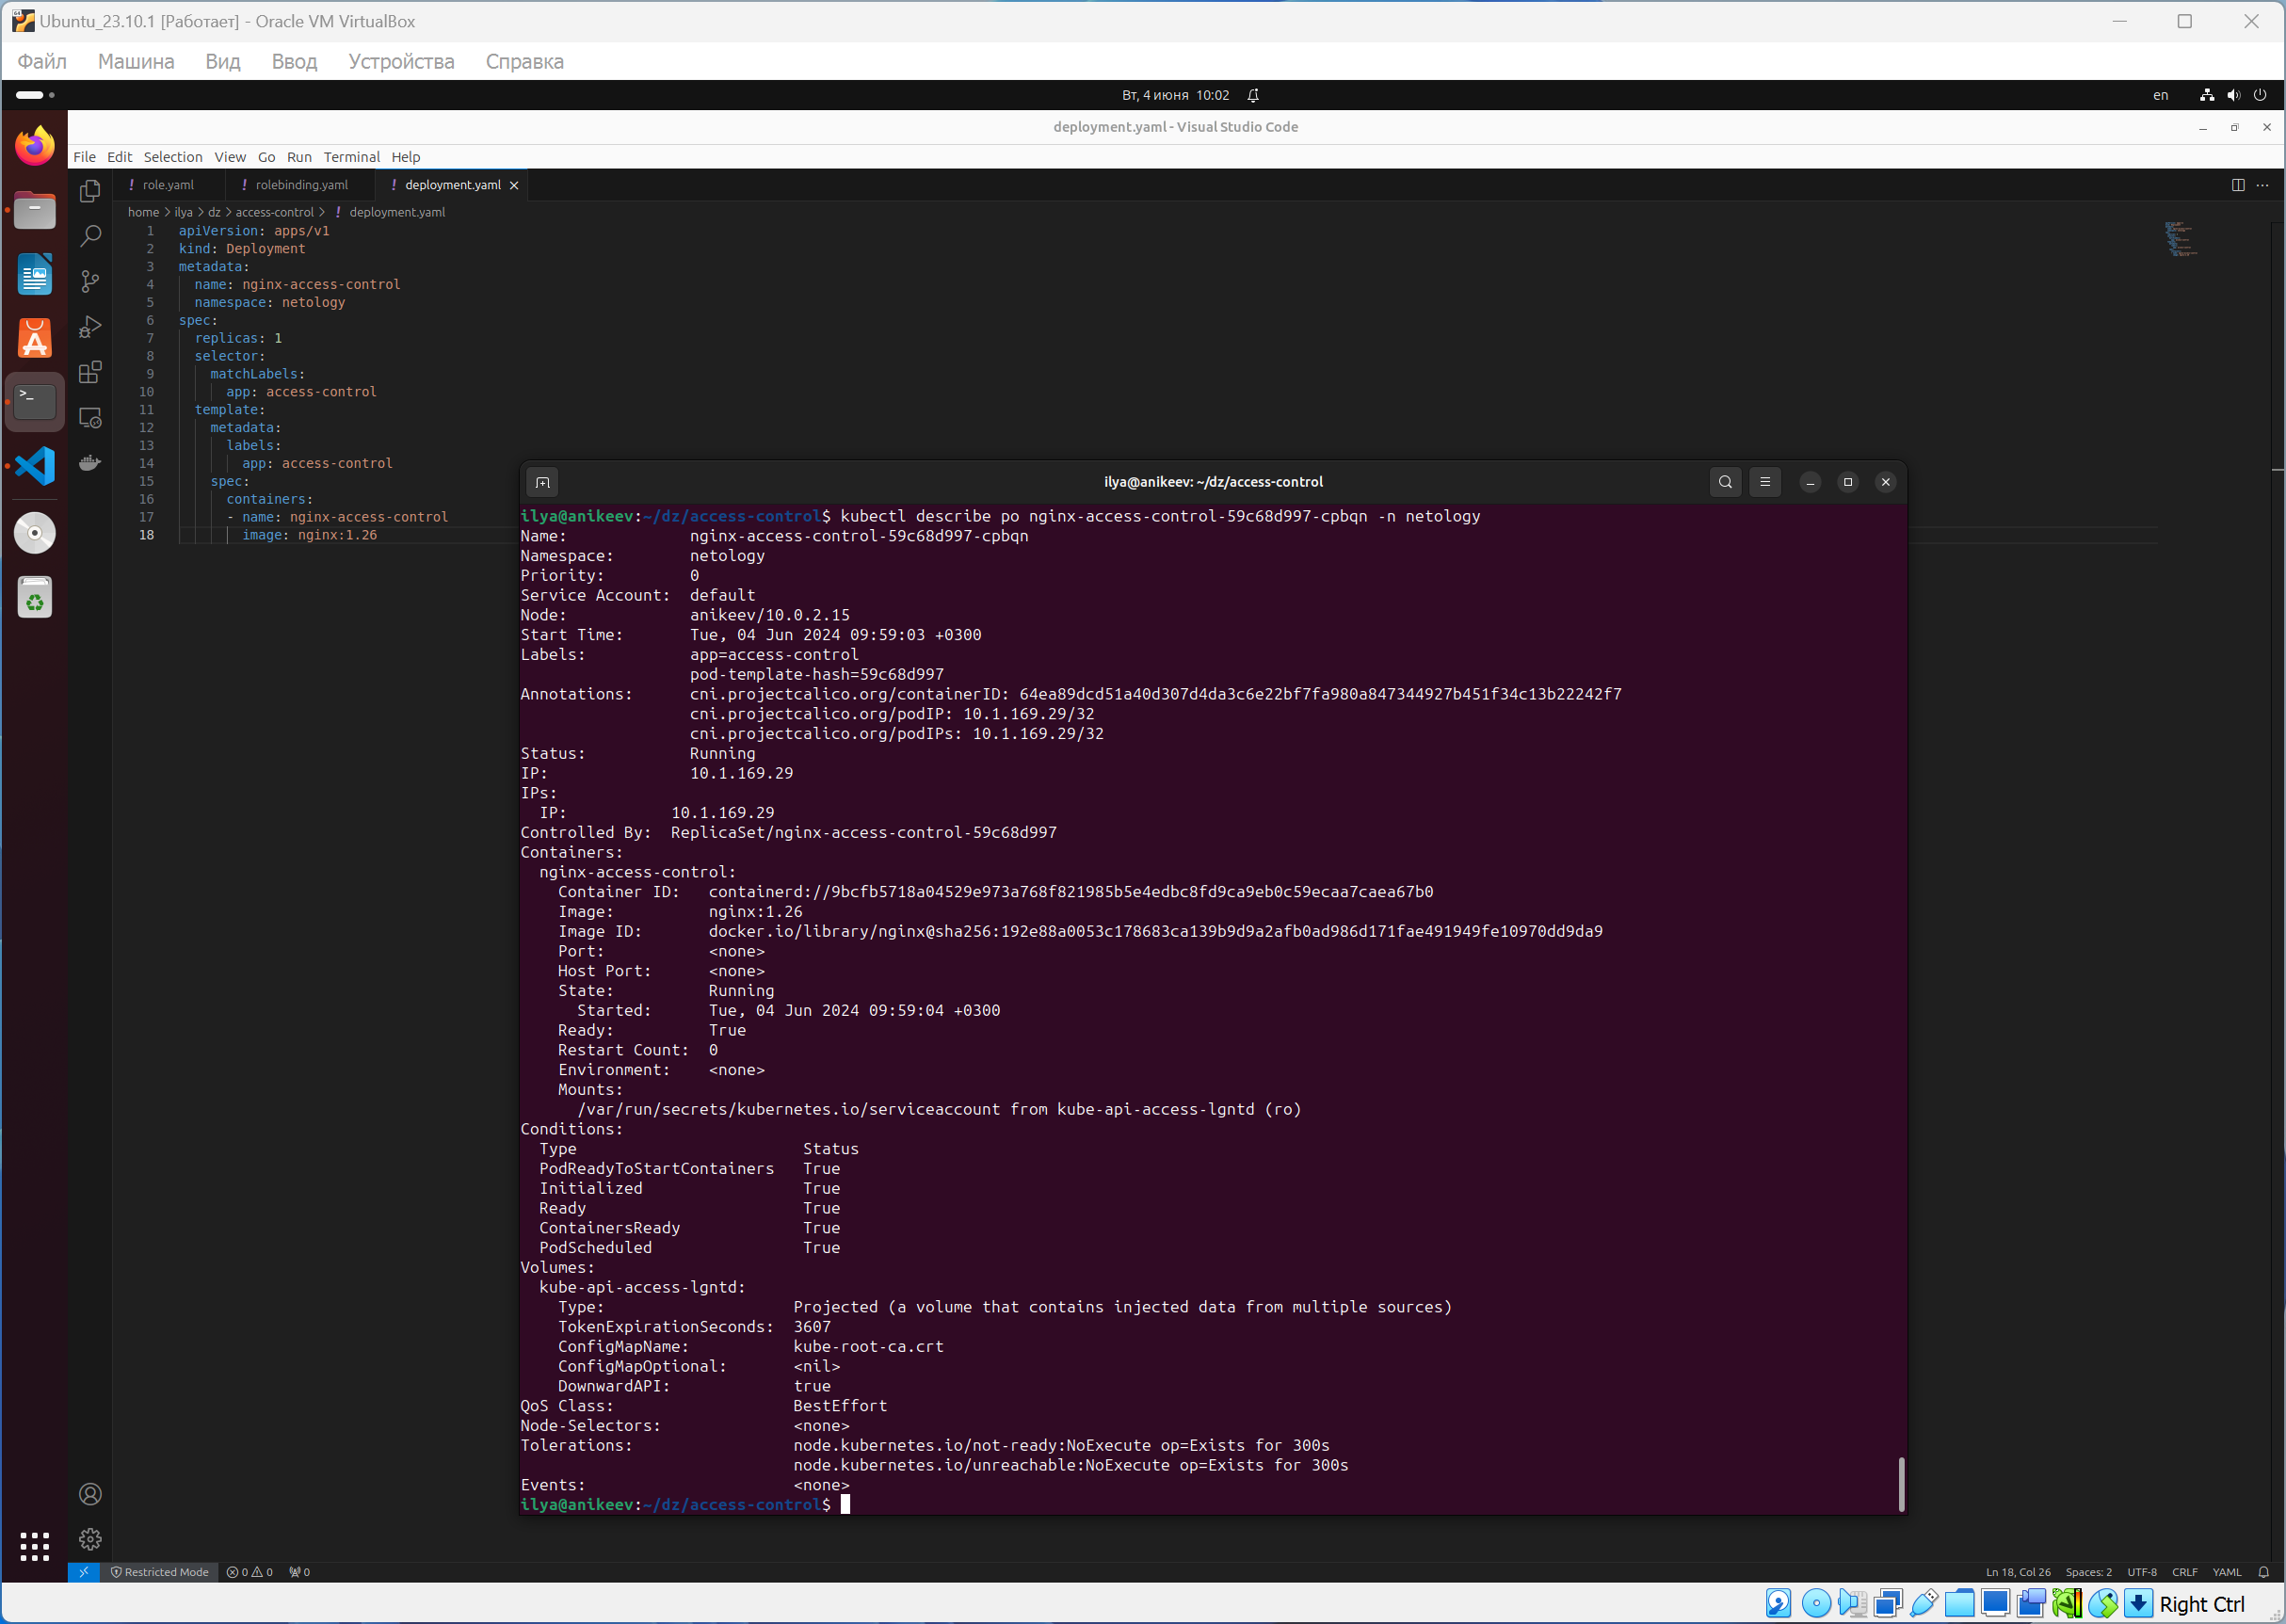 Ubuntu_23.10.1 [Работает] - Oracle VM VirtualBox
Файл Машина Вид Ввод Устройства Справка
Вт, 4 июня 10:02
en
deployment.yaml - Visual Studio Code
File Edit Selection View Go Run Terminal Help
! role.yaml ! rolebinding.yaml ! deployment.yaml
home > ilya > dz > access-control > ! deployment.yaml
1 apiVersion: apps/v1
2 kind: Deployment
3 metadata:
4 name: nginx-access-control
5 namespace: netology
6 spec:
7 replicas: 1
8 selector:
9 matchLabels:
10 app: access-control
11 template:
12 metadata:
13 labels:
14 app: access-control
15 spec:
16 containers:
17 - name: nginx-access-control
18 image: nginx:1.26
ilya@anikeev: ~/dz/access-control
ilya@anikeev:~/dz/access-control$ kubectl describe po nginx-access-control-59c68d997-cpbqn -n netology
Name: nginx-access-control-59c68d997-cpbqn
Namespace: netology
Priority: 0
Service Account: default
Node: anikeev/10.0.2.15
Start Time: Tue, 04 Jun 2024 09:59:03 +0300
Labels: app=access-control
pod-template-hash=59c68d997
Annotations: cni.projectcalico.org/containerID: 64ea89dcd51a40d307d4da3c6e22bf7fa980a847344927b451f34c13b22242f7
cni.projectcalico.org/podIP: 10.1.169.29/32
cni.projectcalico.org/podIPs: 10.1.169.29/32
Status: Running
IP: 10.1.169.29
IPs:
IP: 10.1.169.29
Controlled By: ReplicaSet/nginx-access-control-59c68d997
Containers:
nginx-access-control:
Container ID: containerd://9bcfb5718a04529e973a768f821985b5e4edbc8fd9ca9eb0c59ecaa7caea67b0
Image: nginx:1.26
Image ID: docker.io/library/nginx@sha256:192e88a0053c178683ca139b9d9a2afb0ad986d171fae491949fe10970dd9da9
Port: <none>
Host Port: <none>
State: Running
Started: Tue, 04 Jun 2024 09:59:04 +0300
Ready: True
Restart Count: 0
Environment: <none>
Mounts:
/var/run/secrets/kubernetes.io/serviceaccount from kube-api-access-lgntd (ro)
Conditions:
Type Status
PodReadyToStartContainers True
Initialized True
Ready True
ContainersReady True
PodScheduled True
Volumes:
kube-api-access-lgntd:
Type: Projected (a volume that contains injected data from multiple sources)
TokenExpirationSeconds: 3607
ConfigMapName: kube-root-ca.crt
ConfigMapOptional: <nil>
DownwardAPI: true
QoS Class: BestEffort
Node-Selectors: <none>
Tolerations: node.kubernetes.io/not-ready:NoExecute op=Exists for 300s
node.kubernetes.io/unreachable:NoExecute op=Exists for 300s
Events: <none>
ilya@anikeev:~/dz/access-control$
Restricted Mode 0 0 0
Ln 18, Col 26 Spaces: 2 UTF-8 CRLF YAML
Right Ctrl